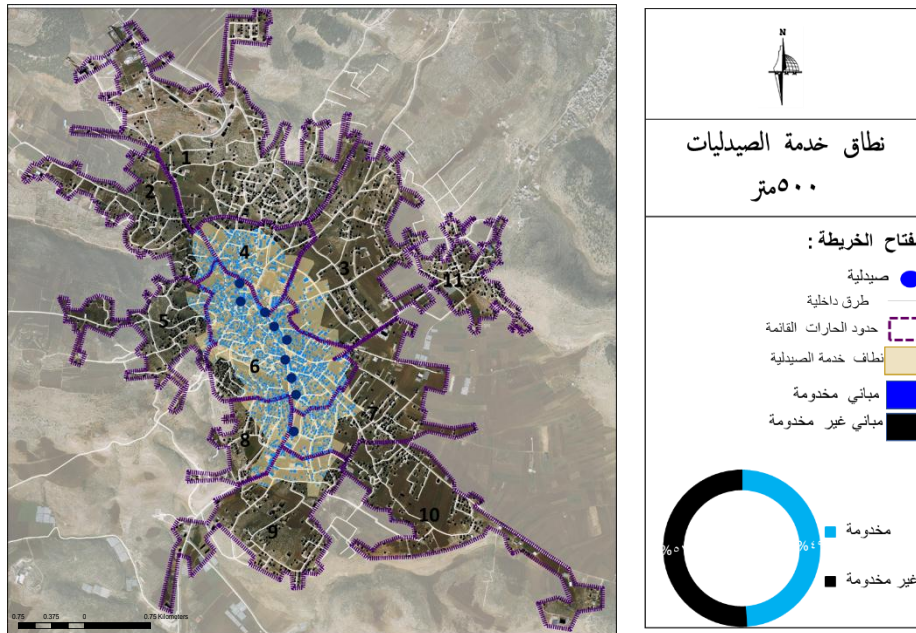 1
2
4
3
11
5
6
7
8
10
9
0.75 0.375 0 0.75 Kilometers
N
نطاق خدمة الصيدليات
٥٠٠متر
مفتاح الخريطة :
صيدلية
طرق داخلية
حدود الحارات القائمة
نطاف خدمة الصيدلية
مباني مخدومة
مباني غير مخدومة
مخدومة
غير مخدومة